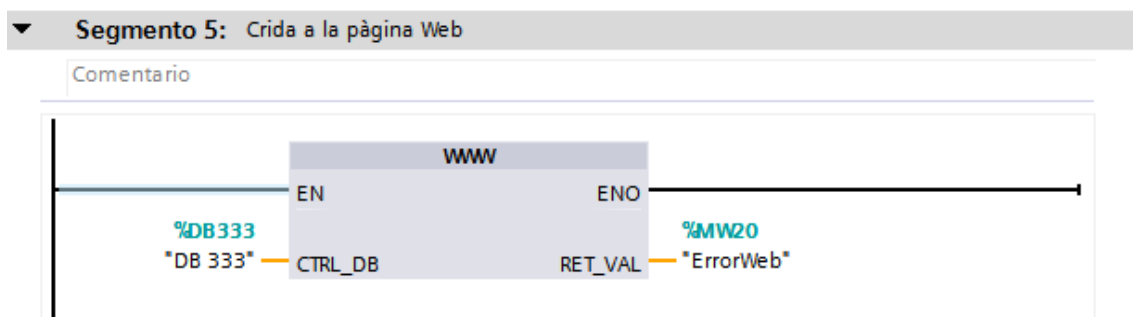 Segmento 5: Crida a la pàgina Web
Comentario
WWW
EN ENO
%DB333 %MW20
"DB 333" CTRL_DB RET_VAL "ErrorWeb"